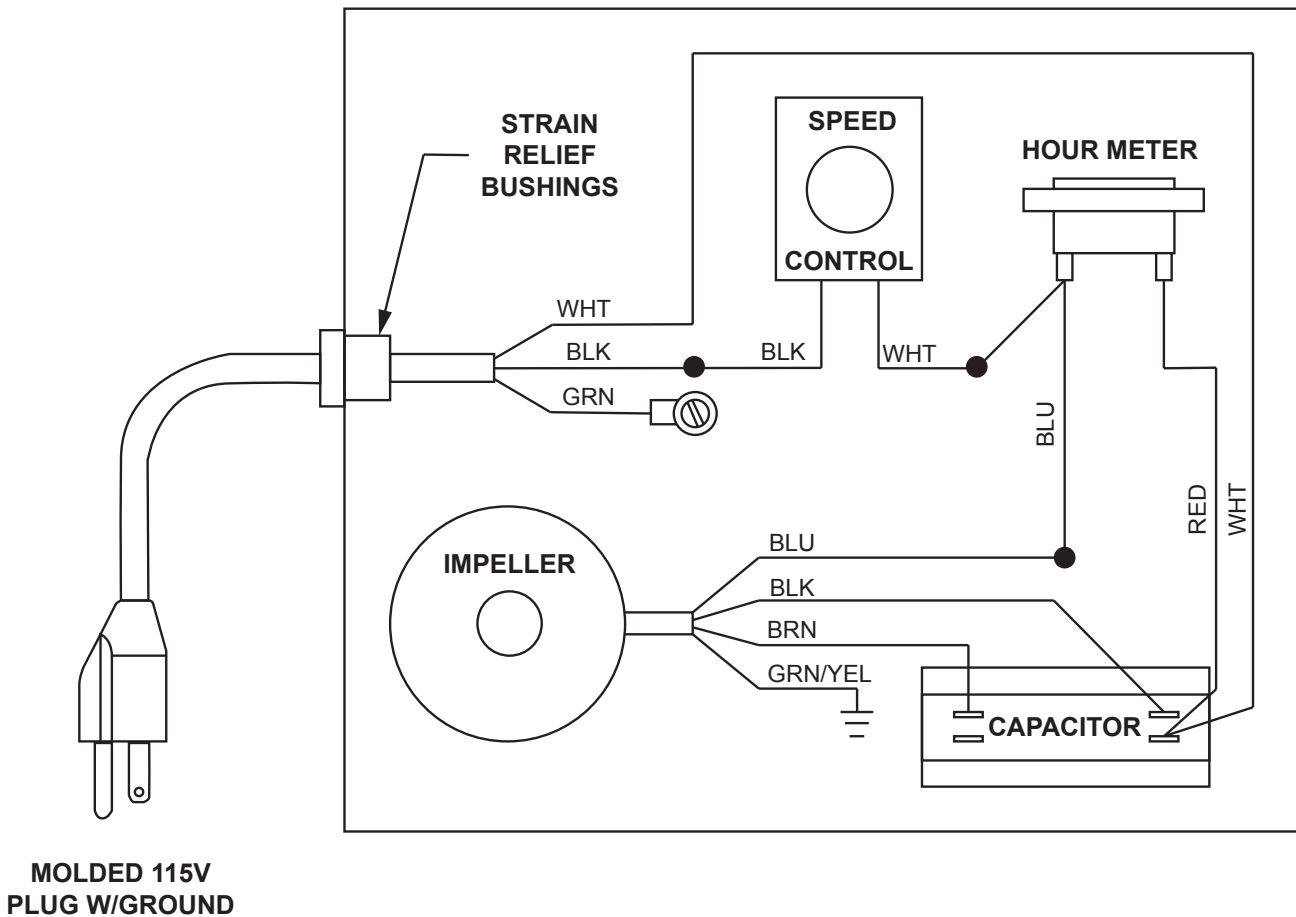 STRAIN
RELIEF
BUSHINGS
SPEED
CONTROL
HOUR METER
WHT
BLK
BLK
WHT
GRN
BLU
RED
WHT
IMPELLER
BLU
BLK
BRN
GRN/YEL
CAPACITOR
MOLDED 115V
PLUG W/GROUND